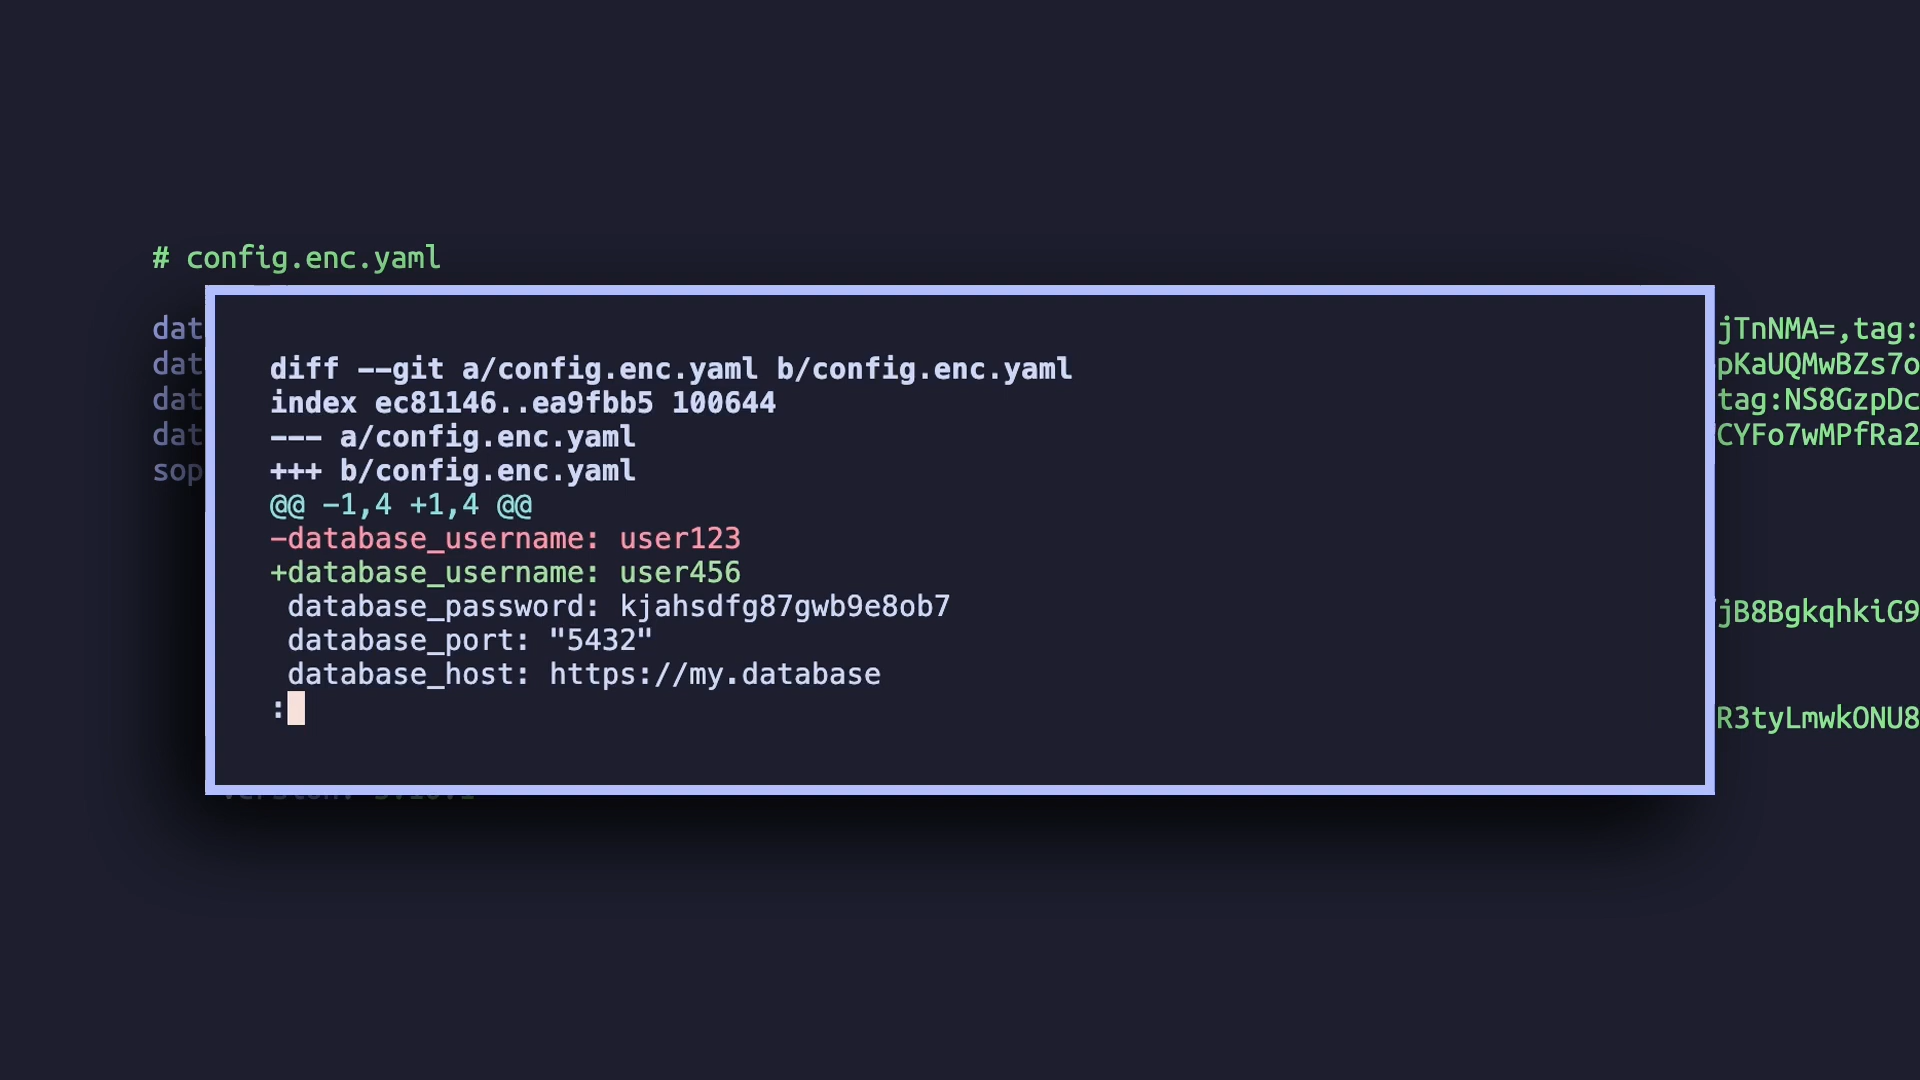 # config.enc.yaml
dat
dat
dat
dat
sop
jTnNMA=,tag:
pKaUQMwBZs7o
tag:NS8GzpDc
CYFo7wMPfRa2
diff --git a/config.enc.yaml b/config.enc.yaml
index ec81146..ea9fbb5 100644
--- a/config.enc.yaml
+++ b/config.enc.yaml
@@ -1,4 +1,4 @@
-database_username: user123
+database_username: user456
 database_password: kjahsdfg87gwb9e8ob7
 database_port: "5432"
 database_host: https://my.database
:
jB8BgkqhkiG9
R3tyLmwkONU8